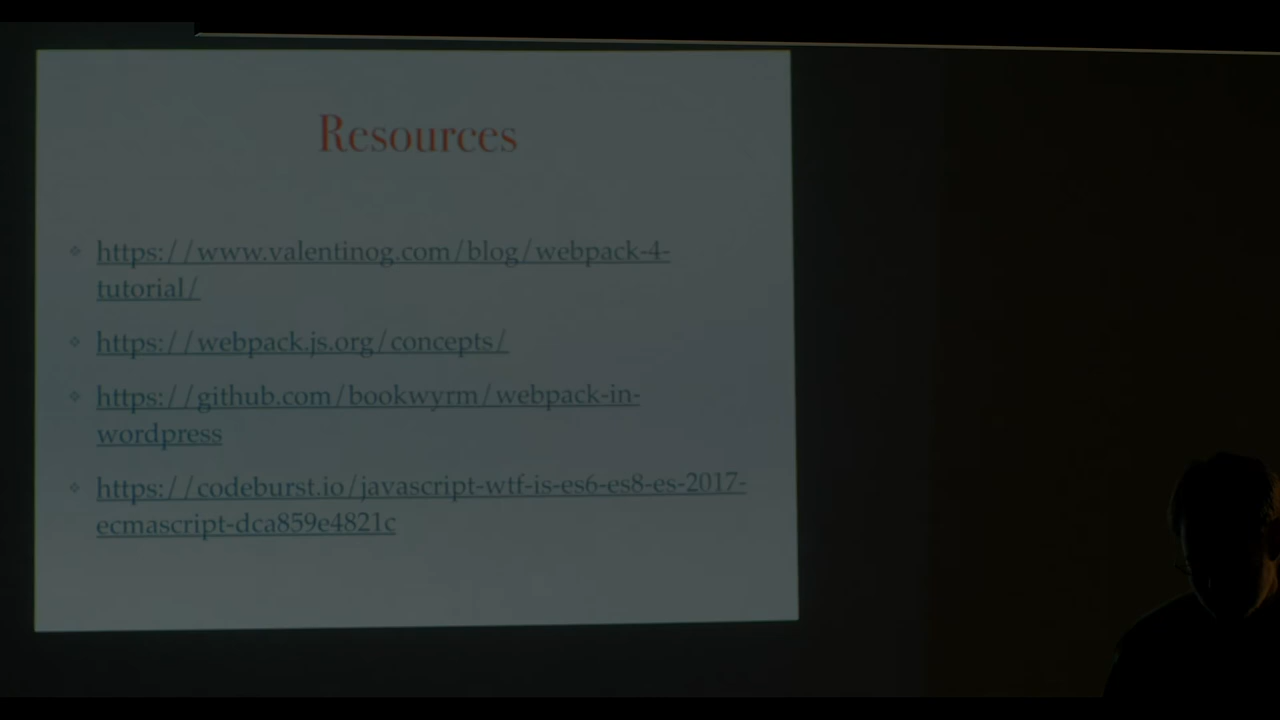 Resources
https://www.valentinog.com/blog/webpack-4-
tutorial/
https://webpack.js.org/concepts/
https://github.com/bookwyrm/webpack-in-
wordpress
https://codeburst.io/javascript-wtf-is-es6-es8-es-2017-
ecmascript-dca859e4821c